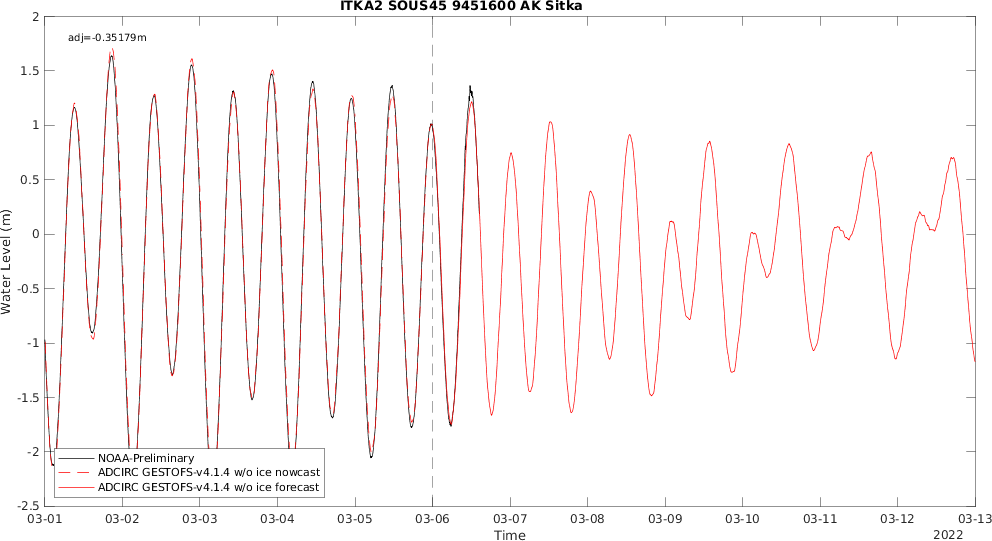 ITKA2 SOUS45 9451600 AK Sitka
adj=-0.35179m
2
1.5
1
0.5
0
-0.5
-1
-1.5
-2
-2.5
Water Level (m)
NOAA-Preliminary
ADCIRC GESTOFS-v4.1.4 w/o ice nowcast
ADCIRC GESTOFS-v4.1.4 w/o ice forecast
03-01 03-02 03-03 03-04 03-05 03-06 03-07 03-08 03-09 03-10 03-11 03-12 03-13
Time
2022